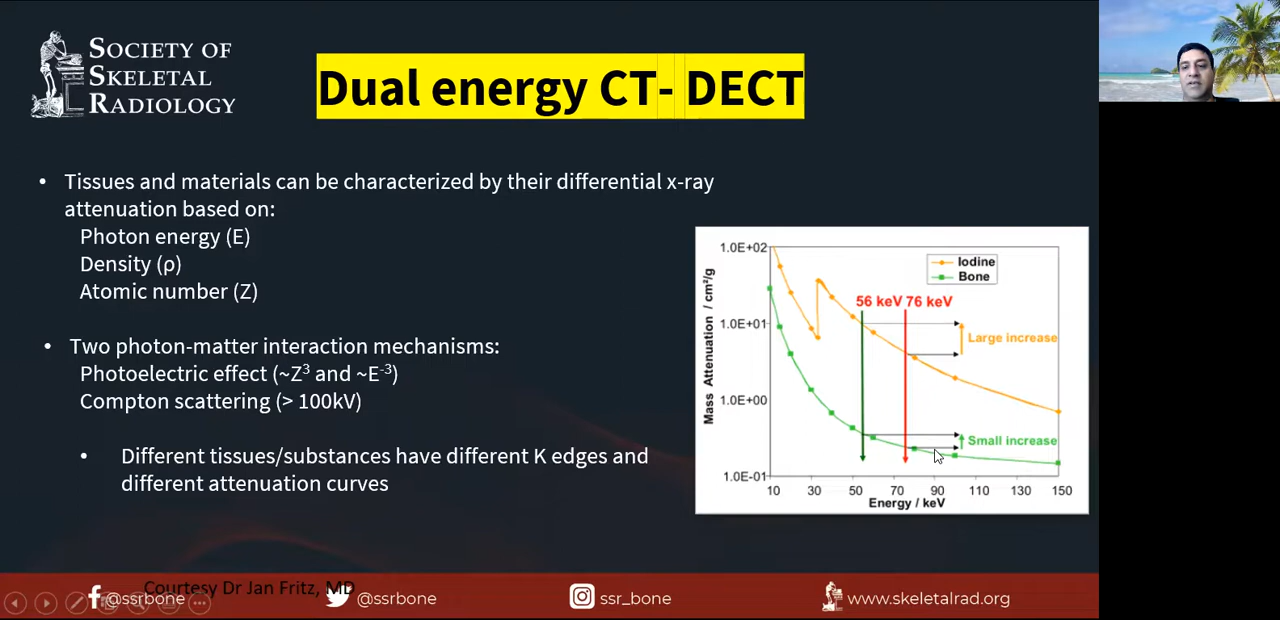 SOCIETY OF
SKELETAL
RADIOLOGY
Dual energy CT- DECT
• Tissues and materials can be characterized by their differential x-ray
attenuation based on:
Photon energy (E)
Density (ρ)
Atomic number (Z)
• Two photon-matter interaction mechanisms:
Photoelectric effect (~Z³ and ~E⁻³)
Compton scattering (> 100kV)
• Different tissues/substances have different K edges and
different attenuation curves
Mass Attenuation / cm²/g
1.0E+02
1.0E+01
1.0E+00
1.0E-01
Iodine
Bone
56 keV 76 keV
Large increase
Small increase
10 30 50 70 90 110 130 150
Energy / keV
Courtesy Dr Jan Fritz, MD
@ssrbone
@ssrbone
ssr_bone
www.skeletalrad.org